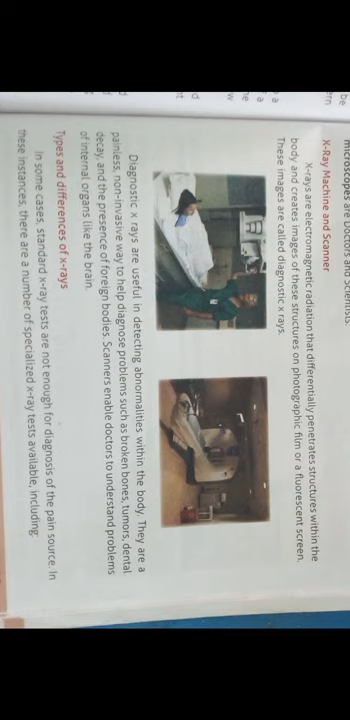 microscopes are Doctors and Scientists.
X-Ray Machine and Scanner
X-rays are electromagnetic radiation that differentially penetrates structures within the
body and creates images of these structures on photographic film or a fluorescent screen.
These images are called diagnostic x rays.
Diagnostic x rays are useful in detecting abnormalities within the body. They are a
painless, non-invasive way to help diagnose problems such as broken bones, tumors, dental
decay, and the presence of foreign bodies. Scanners enable doctors to understand problems
of internal organs like the brain.
Types and differences of x-rays
In some cases, standard x-ray tests are not enough for diagnosis of the pain source. In
these instances, there are a number of specialized x-ray tests available, including: